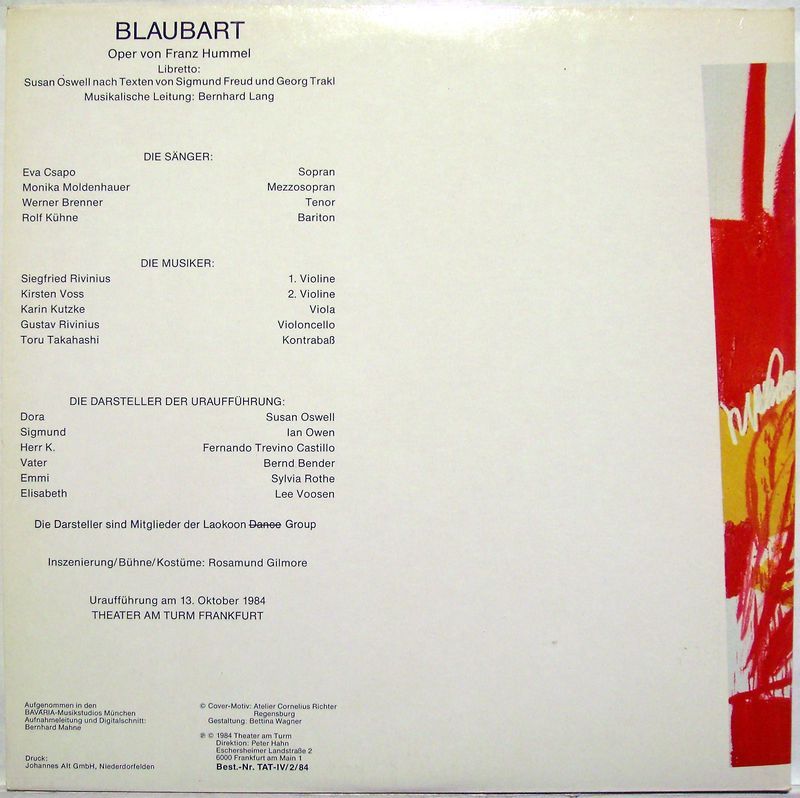 BLAUBART
Oper von Franz Hummel
Libretto:
Susan Oswell nach Texten von Sigmund Freud und Georg Trakl
Musikalische Leitung: Bernhard Lang
DIE SÄNGER:
Eva Csapo Sopran
Monika Moldenhauer Mezzosopran
Werner Brenner Tenor
Rolf Kühne Bariton
DIE MUSIKER:
Siegfried Rivinius 1. Violine
Kirsten Voss 2. Violine
Karin Kutzke Viola
Gustav Rivinius Violoncello
Toru Takahashi Kontrabaß
DIE DARSTELLER DER URAUFFÜHRUNG:
Dora Susan Oswell
Sigmund Ian Owen
Herr K. Fernando Trevino Castillo
Vater Bernd Bender
Emmi Sylvia Rothe
Elisabeth Lee Voosen
Die Darsteller sind Mitglieder der Laokoon Dance Group
Inszenierung/Bühne/Kostüme: Rosamund Gilmore
Uraufführung am 13. Oktober 1984
THEATER AM TURM FRANKFURT
Aufgenommen in den
BAVARIA-Musikstudios München
Aufnahmeleitung und Digitalschnitt:
Bernhard Mahne
Druck:
Johannes Alt GmbH, Niederdorfelden
© Cover-Motiv: Atelier Cornelius Richter
Regensburg
Gestaltung: Bettina Wagner
℗ © 1984 Theater am Turm
Direktion: Peter Hahn
Eschersheimer Landstraße 2
6000 Frankfurt am Main 1
Best.-Nr. TAT-IV/2/84